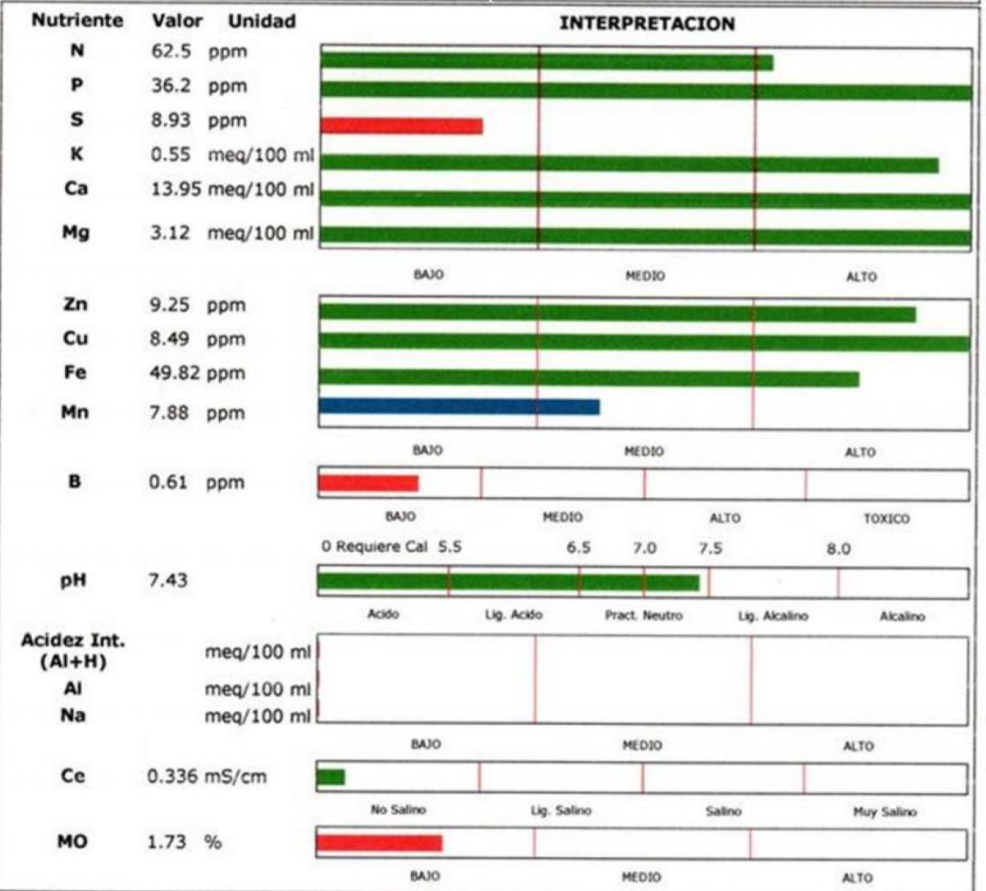 Nutriente Valor Unidad INTERPRETACION
N 62.5 ppm
P 36.2 ppm
S 8.93 ppm
K 0.55 meq/100 ml
Ca 13.95 meq/100 ml
Mg 3.12 meq/100 ml
BAJO MEDIO ALTO
Zn 9.25 ppm
Cu 8.49 ppm
Fe 49.82 ppm
Mn 7.88 ppm
BAJO MEDIO ALTO
B 0.61 ppm
BAJO MEDIO ALTO TOXICO
0 Requiere Cal 5.5 6.5 7.0 7.5 8.0
pH 7.43
Acido Lig. Acido Pract. Neutro Lig. Alcalino Alcalino
Acidez Int.
(Al+H) meq/100 ml
Al meq/100 ml
Na meq/100 ml
BAJO MEDIO ALTO
Ce 0.336 mS/cm
No Salino Lig. Salino Salino Muy Salino
MO 1.73 %
BAJO MEDIO ALTO